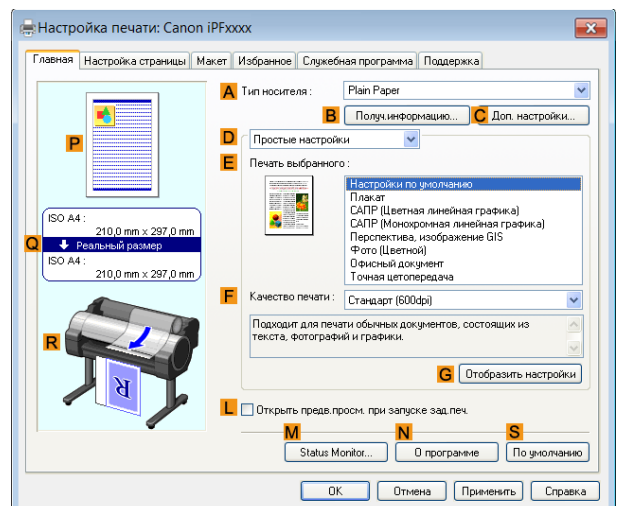 Настройка печати: Canon iPFxxxx
Главная Настройка страницы Макет Избранное Служебная программа Поддержка
A Тип носителя : Plain Paper
B Получ.информацию... C Доп. настройки...
P
D Простые настройки
E Печать выбранного :
Настройки по умолчанию
Плакат
САПР (Цветная линейная графика)
САПР (Монохромная линейная графика)
Перспектива, изображение GIS
Фото (Цветной)
Офисный документ
Точная цетопередача
ISO A4 :
210,0 mm x 297,0 mm
Q Реальный размер
ISO A4 :
210,0 mm x 297,0 mm
F Качество печати : Стандарт (600dpi)
Подходит для печати обычных документов, состоящих из
текста, фотографий и графики.
R
R
G Отобразить настройки
L Открыть предв.просм. при запуске зад.печ.
M N S
Status Monitor... О программе По умолчанию
OK Отмена Применить Справка